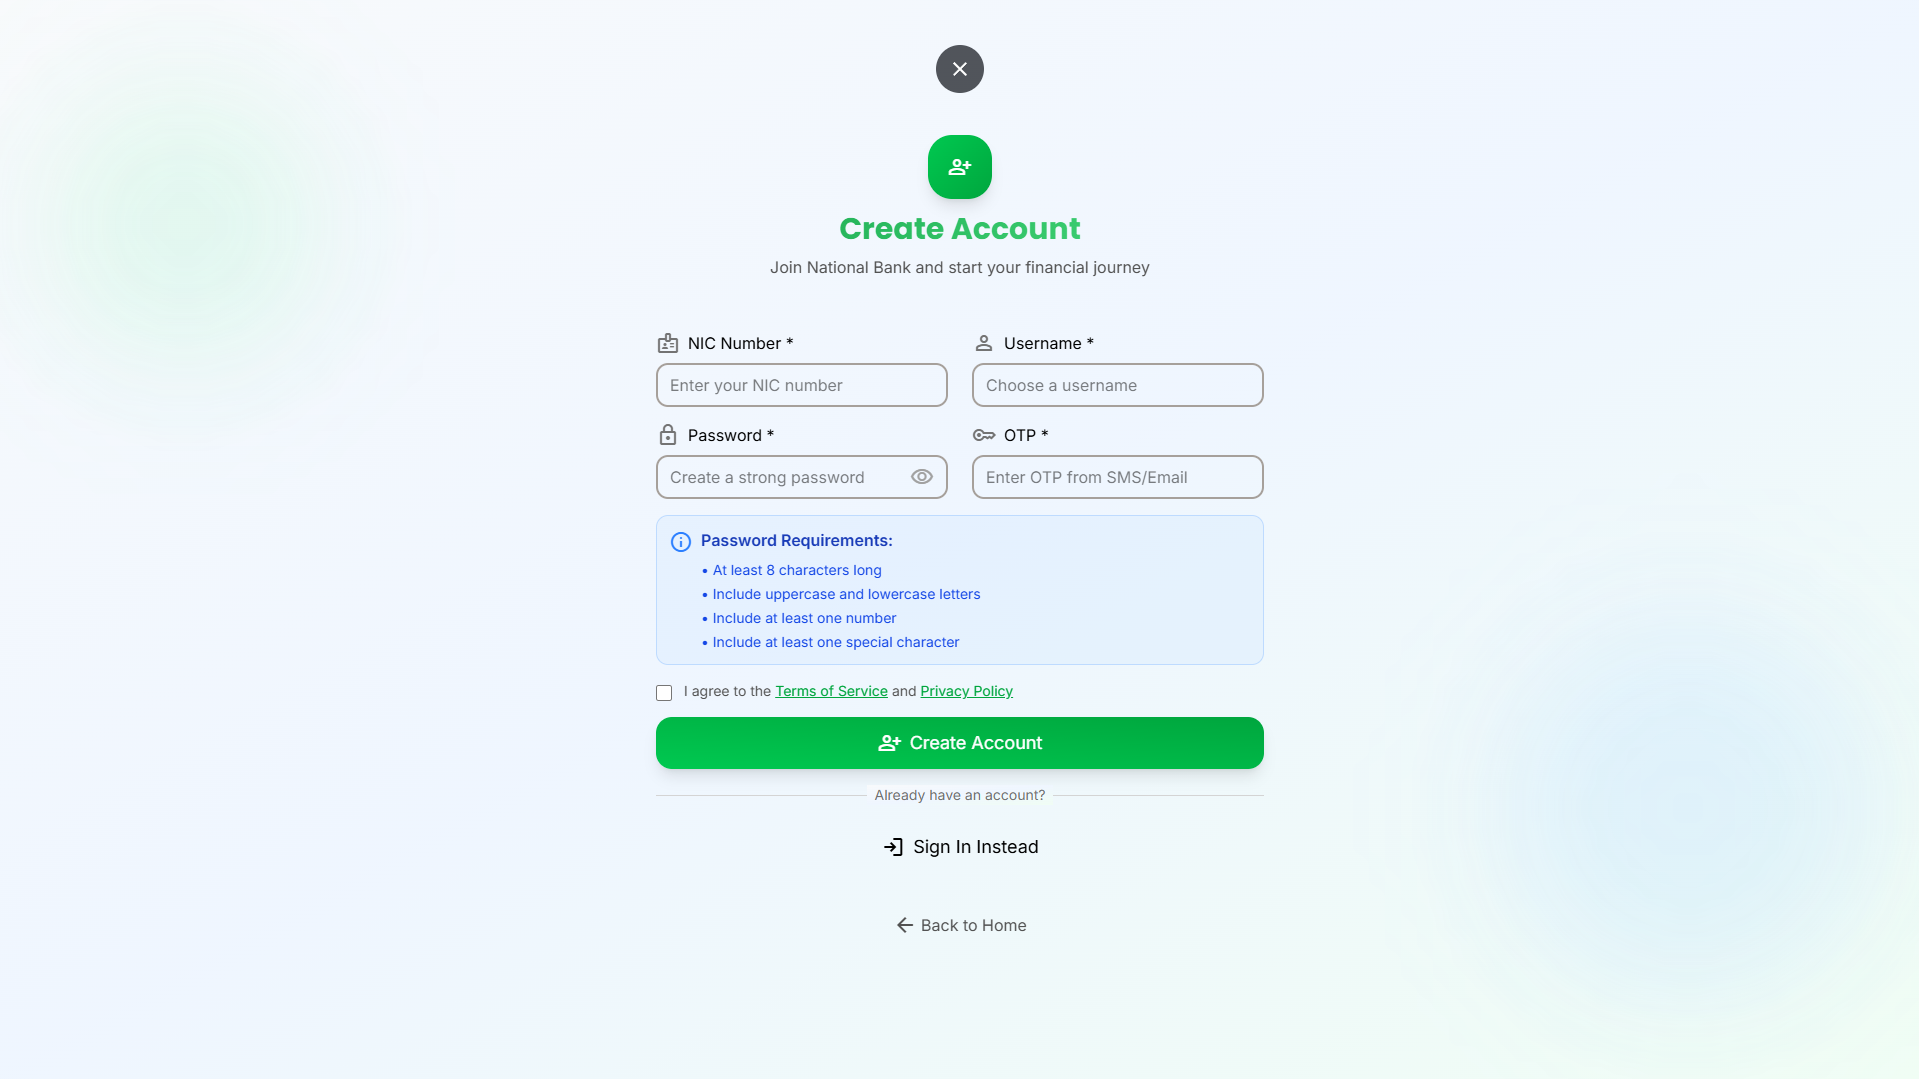 Create Account
Join National Bank and start your financial journey
NIC Number *
Enter your NIC number
Username *
Choose a username
Password *
Create a strong password
OTP *
Enter OTP from SMS/Email
Password Requirements:
• At least 8 characters long
• Include uppercase and lowercase letters
• Include at least one number
• Include at least one special character
I agree to the Terms of Service and Privacy Policy
Create Account
Already have an account?
Sign In Instead
Back to Home